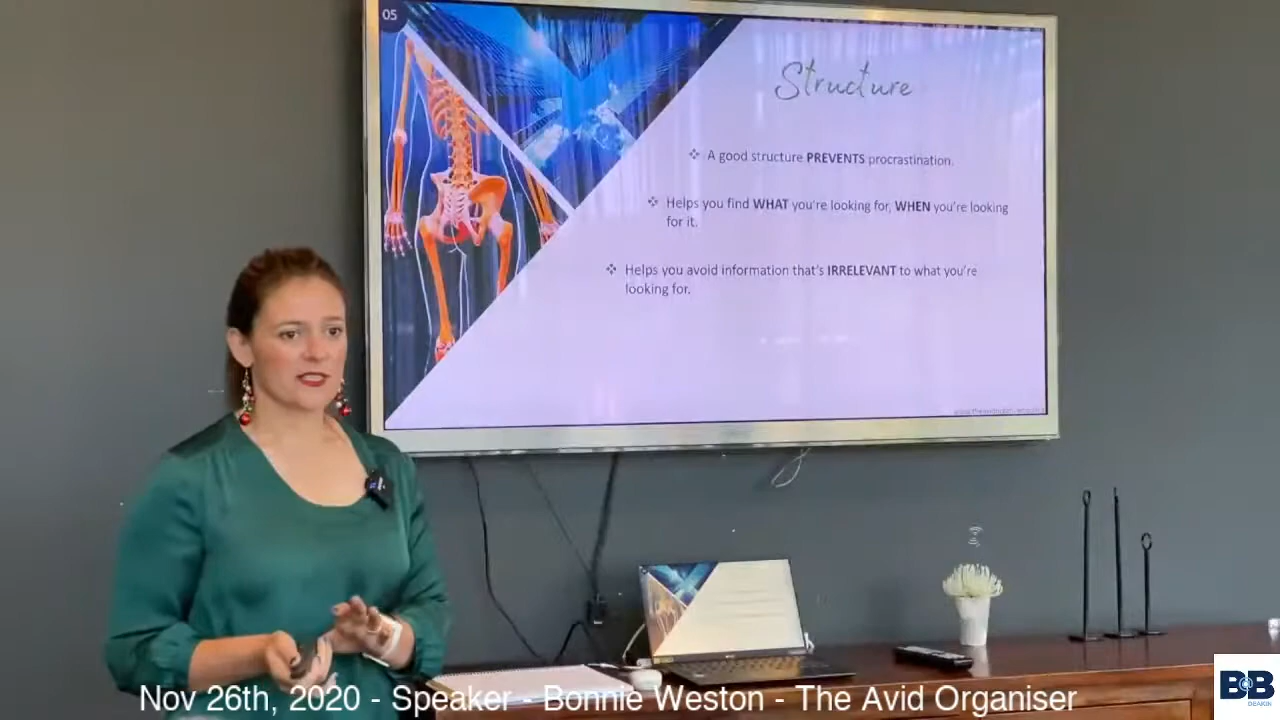 05
Structure
❖ A good structure PREVENTS procrastination.
❖ Helps you find WHAT you're looking for, WHEN you're looking
for it.
❖ Helps you avoid information that's IRRELEVANT to what you're
looking for.
Nov 26th, 2020 - Speaker - Bonnie Weston - The Avid Organiser
BB
DEAKIN